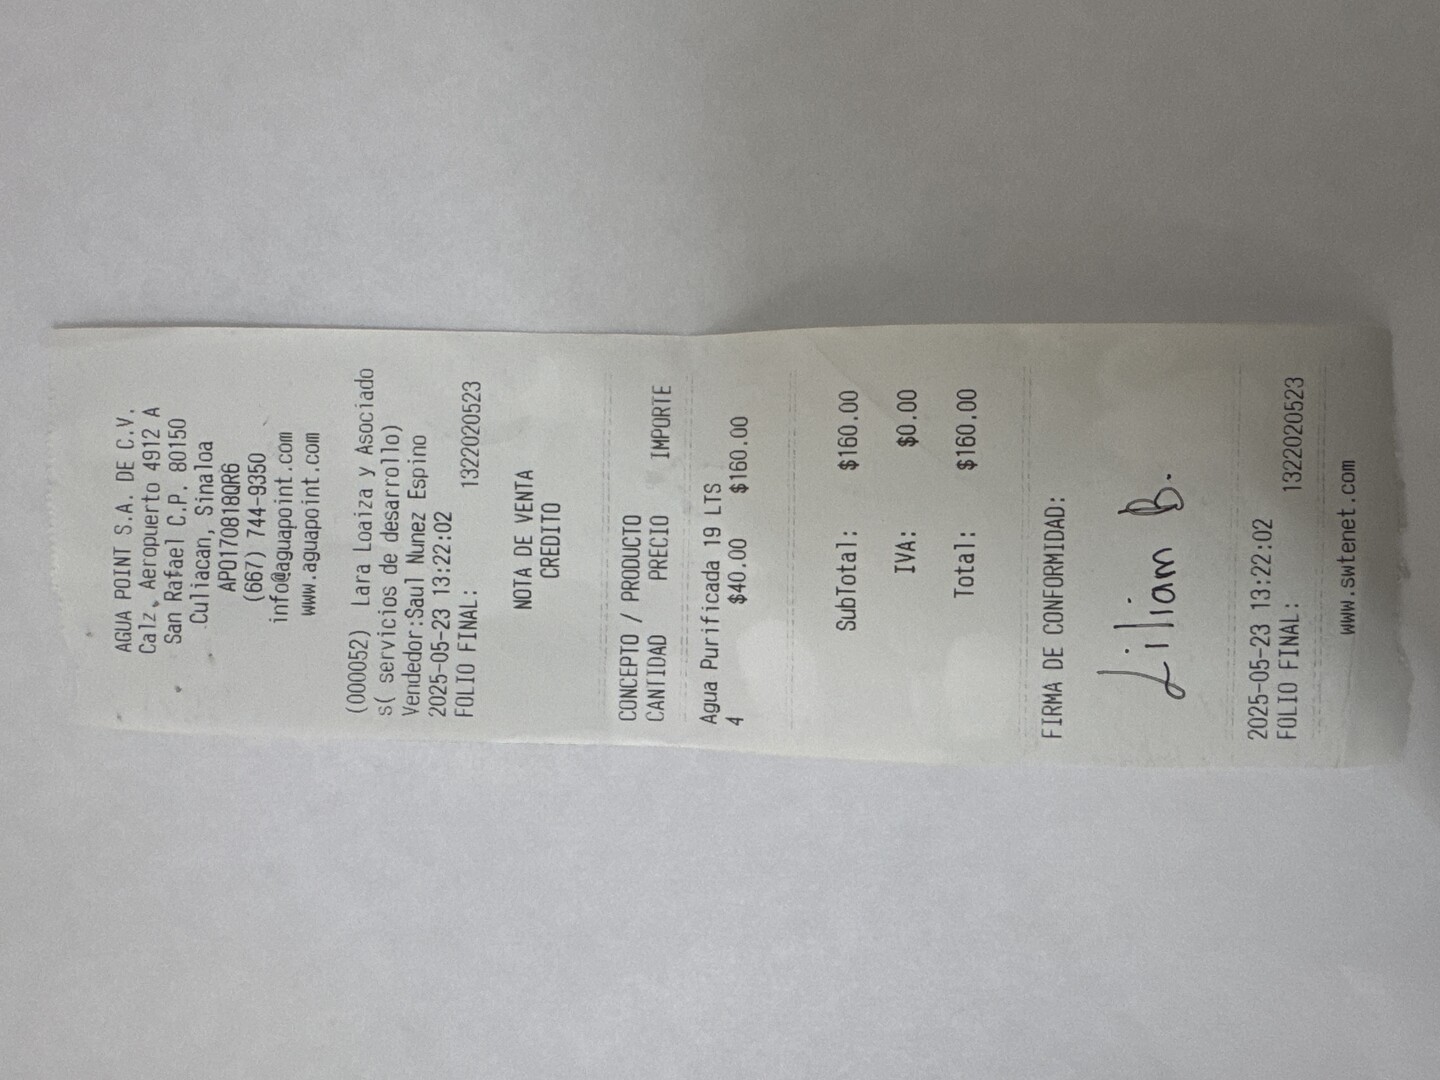 AGUA POINT S.A. DE C.V.
Calz. Aeropuerto 4912 A
San Rafael C.P. 80150
Culiacan, Sinaloa
APO170818QR6
(667) 744-9350
info@aguapoint.com
www.aguapoint.com
(000052) Lara Loaiza y Asociado
s( servicios de desarrollo)
Vendedor:Saul Nunez Espino
2025-05-23 13:22:02
FOLIO FINAL: 1322020523
NOTA DE VENTA
CREDITO
CONCEPTO / PRODUCTO
CANTIDAD PRECIO IMPORTE
Agua Purificada 19 LTS
4 $40.00 $160.00
SubTotal: $160.00
IVA: $0.00
Total: $160.00
FIRMA DE CONFORMIDAD:
Liliam B.
2025-05-23 13:22:02
FOLIO FINAL: 1322020523
www.swtenet.com